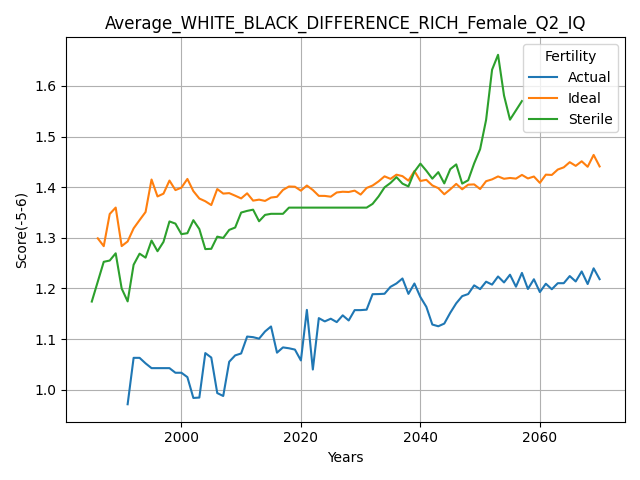 Average_WHITE_BLACK_DIFFERENCE_RICH_Female_Q2_IQ
Fertility
Actual
Ideal
Sterile
Score(-5-6)
1.6
1.5
1.4
1.3
1.2
1.1
1.0
2000 2020 2040 2060
Years